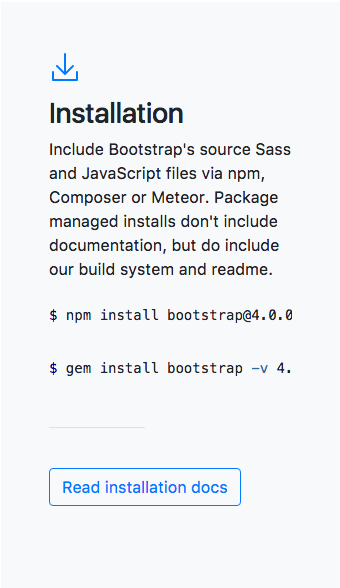 Installation
Include Bootstrap's source Sass
and JavaScript files via npm,
Composer or Meteor. Package
managed installs don't include
documentation, but do include
our build system and readme.
$ npm install bootstrap@4.0.0
$ gem install bootstrap -v 4.
Read installation docs